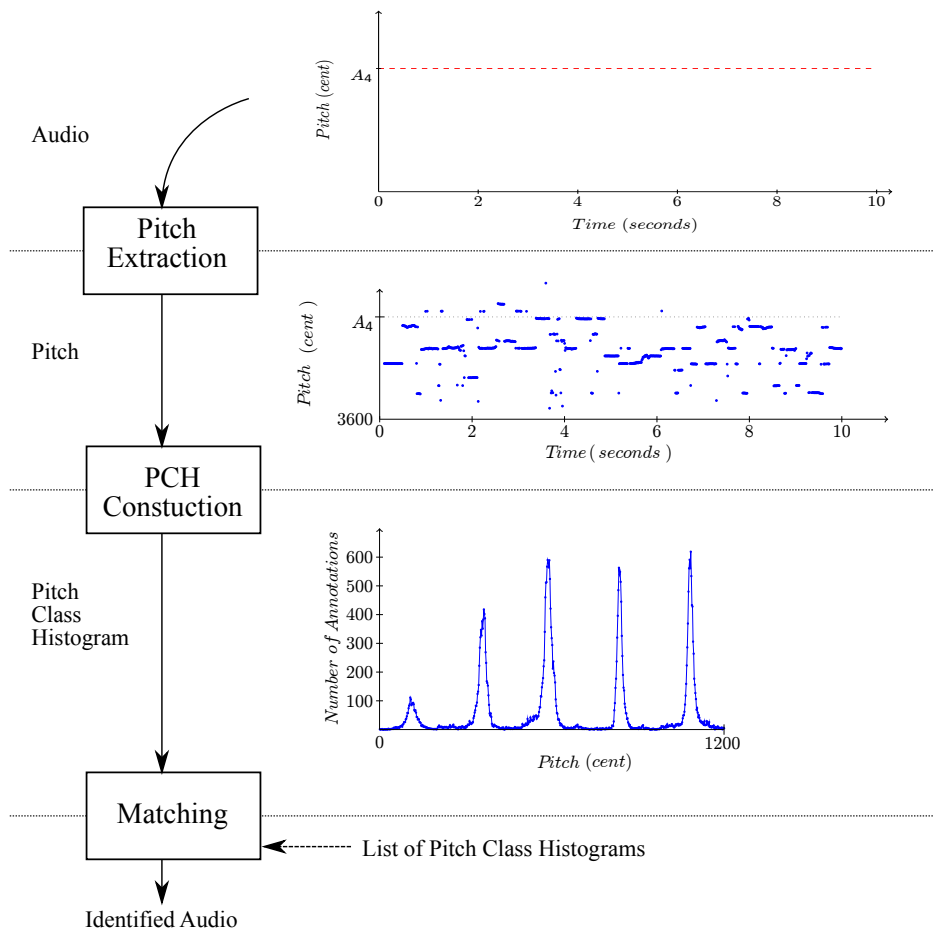 Pitch (cent)
A4
0
2
4
6
8
10
Time (seconds)
Audio
Pitch
Extraction
Pitch (cent)
A4
3600
0
2
4
6
8
10
Time (seconds)
Pitch
PCH
Constuction
Number of Annotations
600
500
400
300
200
100
0
1200
Pitch (cent)
Pitch
Class
Histogram
Matching
List of Pitch Class Histograms
Identified Audio